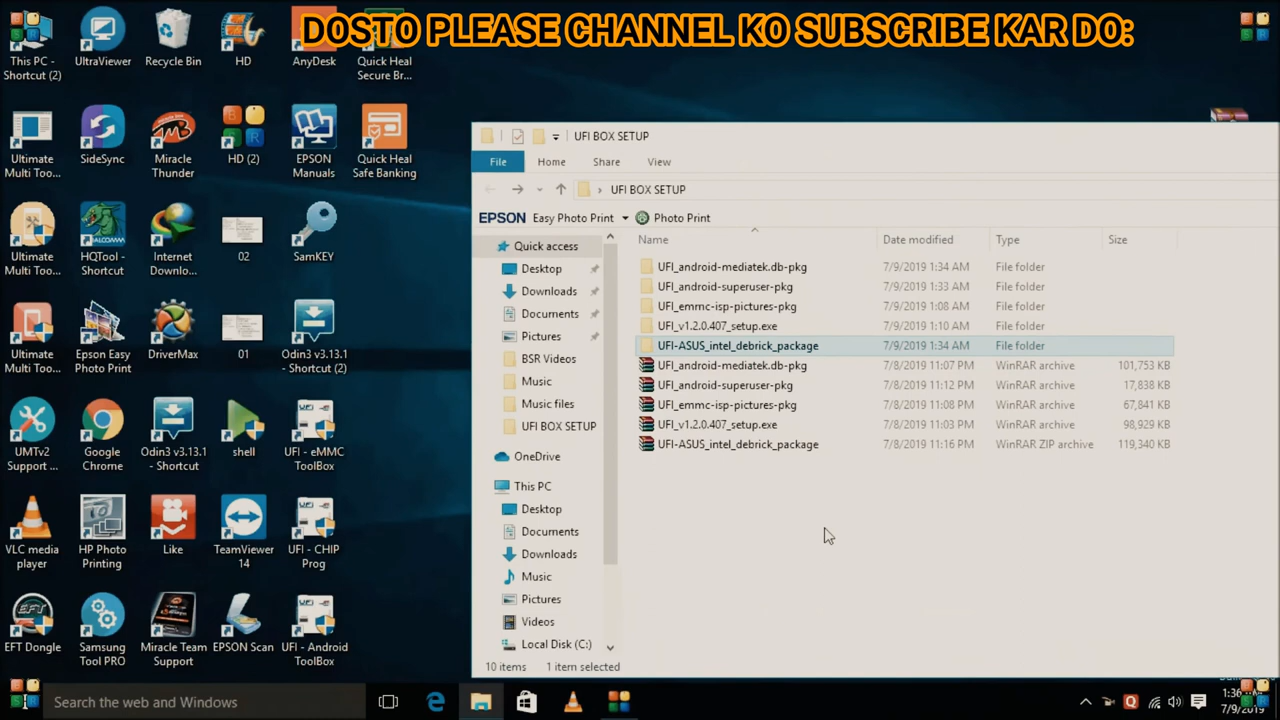 DOSTO PLEASE CHANNEL KO SUBSCRIBE KAR DO:
This PC -
Shortcut (2)
UltraViewer
Recycle Bin
HD
AnyDesk
Quick Heal
Secure Br...
Ultimate
Multi Too...
SideSync
Miracle
Thunder
HD (2)
EPSON
Manuals
Quick Heal
Safe Banking
Ultimate
Multi Too...
HQTool -
Shortcut
Internet
Downlo...
02
SamKEY
Ultimate
Multi Too...
Epson Easy
Photo Print
DriverMax
01
Odin3 v3.13.1
(2)
UMTv2
Support ...
Google
Chrome
Odin3 v3.13.1
- Shortcut
shell
UFI - eMMC
ToolBox
VLC media
player
HP Photo
Printing
Like
TeamViewer
14
UFI - CHIP
Prog
EFT Dongle
Samsung
Tool PRO
Miracle Team
Support
EPSON Scan
UFI - Android
ToolBox
UFI BOX SETUP
File Home Share View
UFI BOX SETUP
EPSON Easy Photo Print Photo Print
Quick access
Desktop
Downloads
Documents
Pictures
BSR Videos
Music
Music files
UFI BOX SETUP
OneDrive
This PC
Desktop
Documents
Downloads
Music
Pictures
Videos
Local Disk (C:)
Name Date modified Type Size
UFI_android-mediatek.db-pkg 7/9/2019 1:34 AM File folder
UFI_android-superuser-pkg 7/9/2019 1:33 AM File folder
UFI_emmc-isp-pictures-pkg 7/9/2019 1:08 AM File folder
UFI_v1.2.0.407_setup.exe 7/9/2019 1:10 AM File folder
UFI-ASUS_intel_debrick_package 7/9/2019 1:34 AM File folder
UFI_android-mediatek.db-pkg 7/8/2019 11:07 PM WinRAR archive 101,753 KB
UFI_android-superuser-pkg 7/8/2019 11:12 PM WinRAR archive 17,838 KB
UFI_emmc-isp-pictures-pkg 7/8/2019 11:08 PM WinRAR archive 67,841 KB
UFI_v1.2.0.407_setup.exe 7/8/2019 11:03 PM WinRAR archive 98,929 KB
UFI-ASUS_intel_debrick_package 7/8/2019 11:16 PM WinRAR ZIP archive 119,340 KB
10 items 1 item selected
Search the web and Windows
1:36
7/9/2019